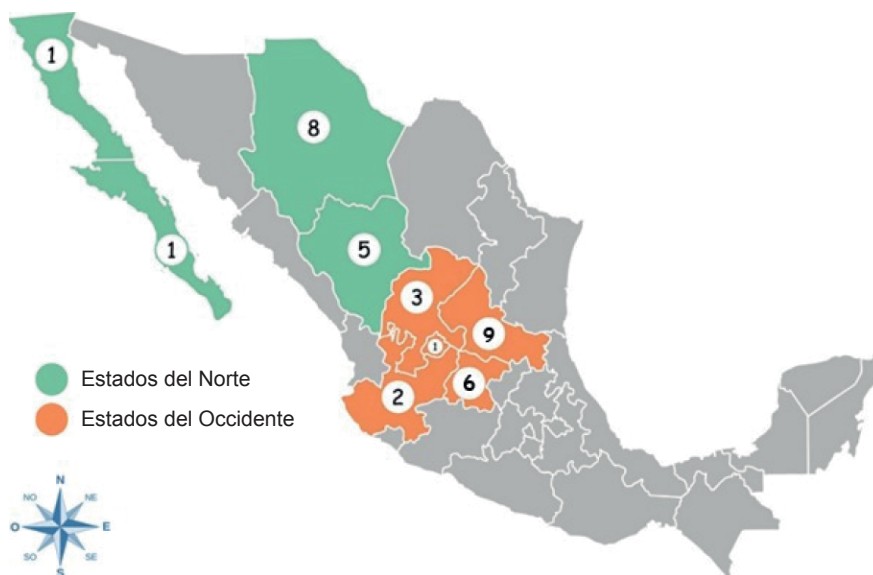 1
8
1
5
3
9
1
6
2
Estados del Norte
Estados del Occidente
N
NO NE
O E
SO SE
S